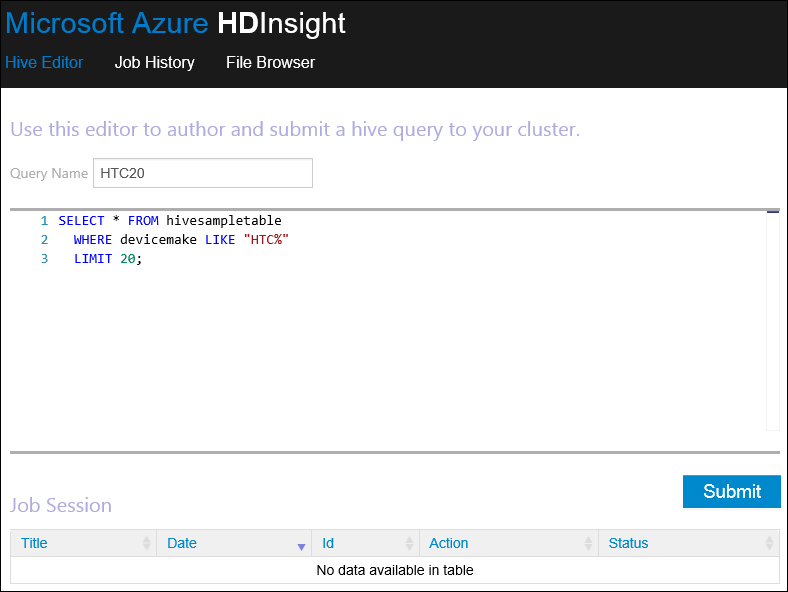 Microsoft Azure HDInsight
Hive Editor Job History File Browser
Use this editor to author and submit a hive query to your cluster.
Query Name HTC20
1 SELECT * FROM hivesampletable
2 WHERE devicemake LIKE "HTC%"
3 LIMIT 20;
Submit
Job Session
Title Date Id Action Status
No data available in table